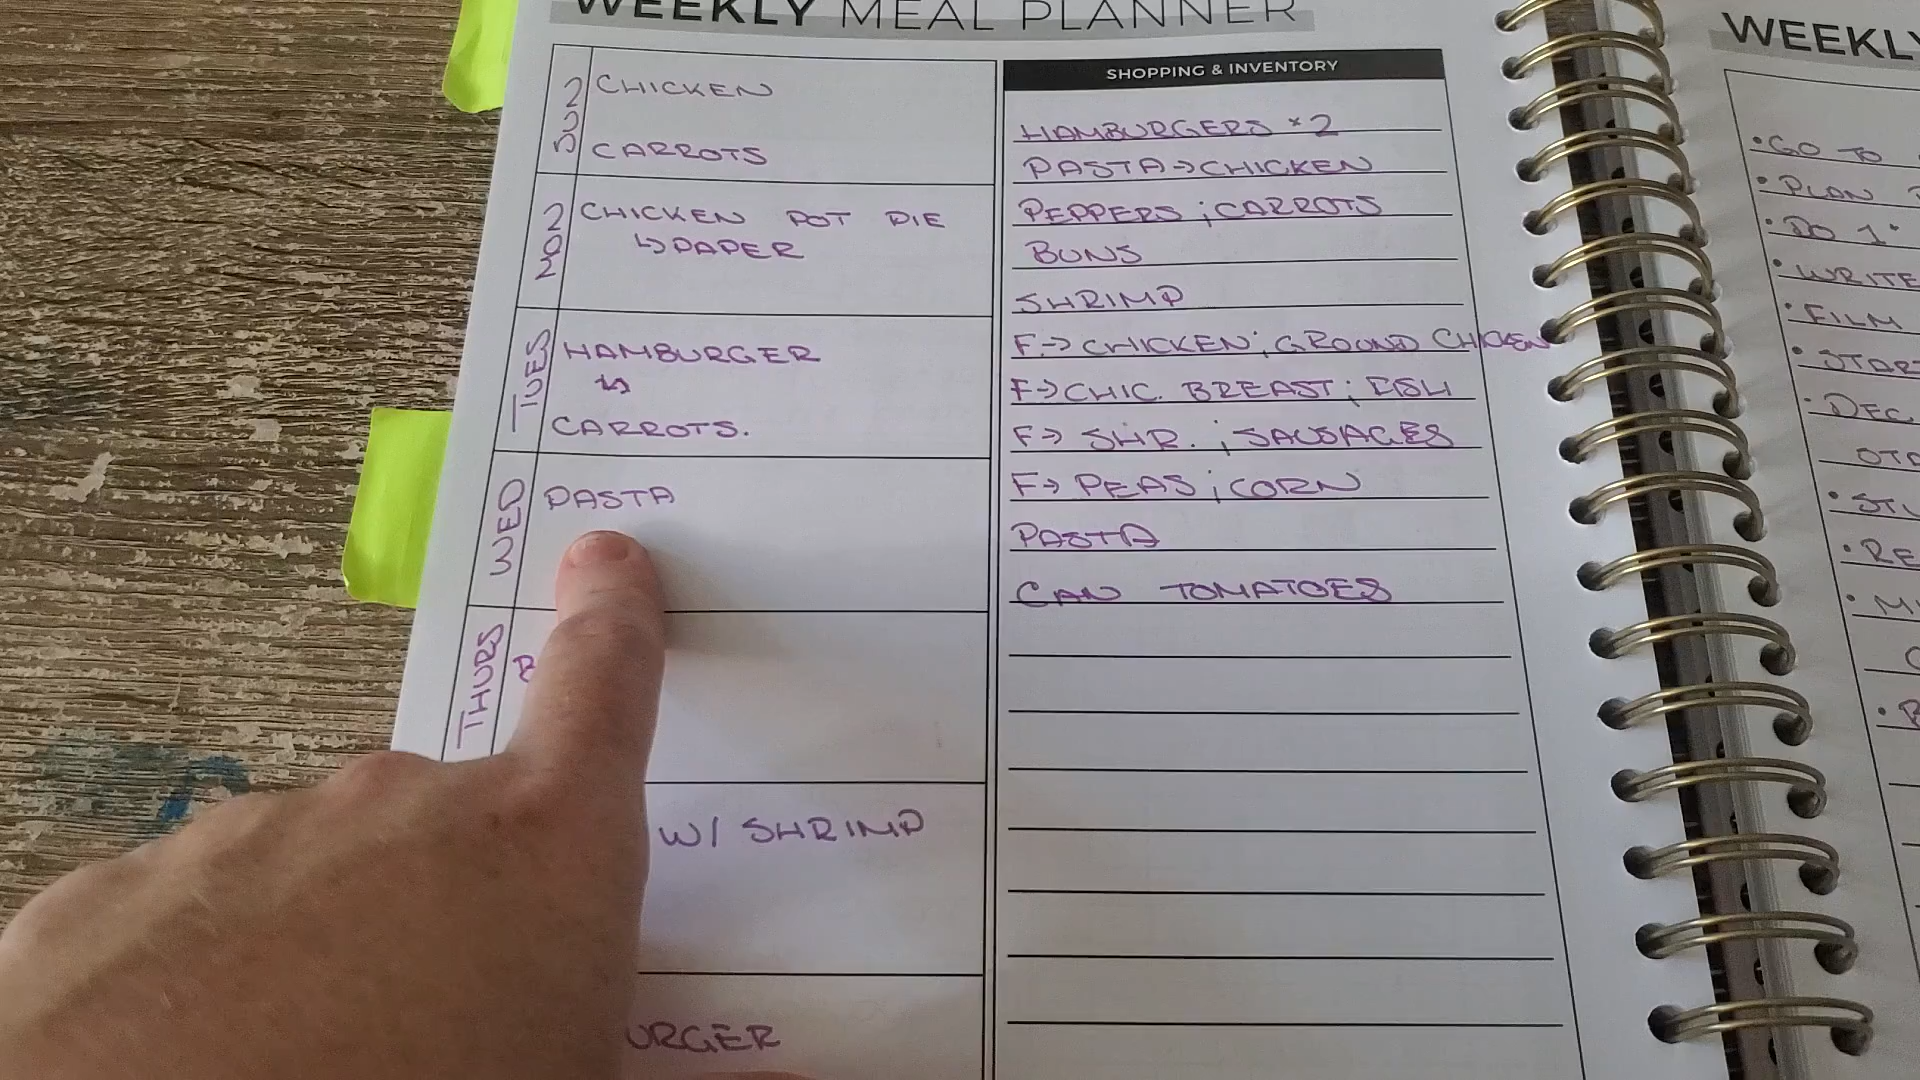 WEEKLY MEAL PLANNER
SUN
CHICKEN
CARROTS
MON
CHICKEN POT PIE
↳ PAPER
TUES
HAMBURGER
↳
CARROTS.
WED
PASTA
THURS
W/ SHRIMP
URGER
SHOPPING & INVENTORY
HAMBURGERS × 2
PASTA → CHICKEN
PEPPERS ; CARROTS
BUNS
SHRIMP
F → CHICKEN ; GROUND CHICKEN
F → CHIC. BREAST ; FISH
F → SHR. ; SAUSAGES
F → PEAS ; CORN
PASTA
CAN TOMATOES
WEEKLY
• GO TO
• PLAN
• DO 1
• WRITE
• FILM
• START
• DEC